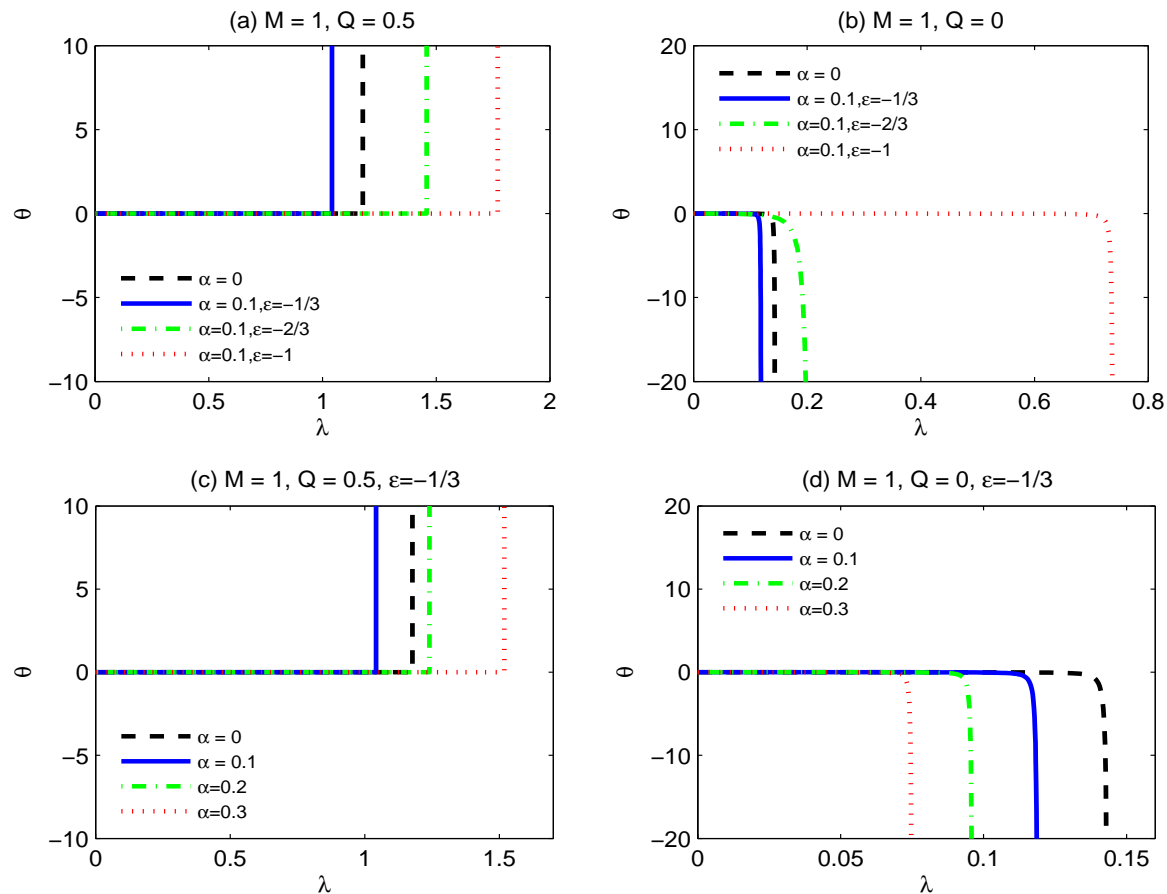 (a) M = 1, Q = 0.5
10
5
0
−5
−10
θ
0
0.5
1
1.5
2
λ
α = 0
α = 0.1,ε=−1/3
α=0.1,ε=−2/3
α=0.1,ε=−1
(b) M = 1, Q = 0
20
10
0
−10
−20
θ
0
0.2
0.4
0.6
0.8
λ
α = 0
α = 0.1,ε=−1/3
α=0.1,ε=−2/3
α=0.1,ε=−1
(c) M = 1, Q = 0.5, ε=−1/3
10
5
0
−5
−10
θ
0
0.5
1
1.5
λ
α = 0
α = 0.1
α=0.2
α=0.3
(d) M = 1, Q = 0, ε=−1/3
20
10
0
−10
−20
θ
0
0.05
0.1
0.15
λ
α = 0
α = 0.1
α=0.2
α=0.3